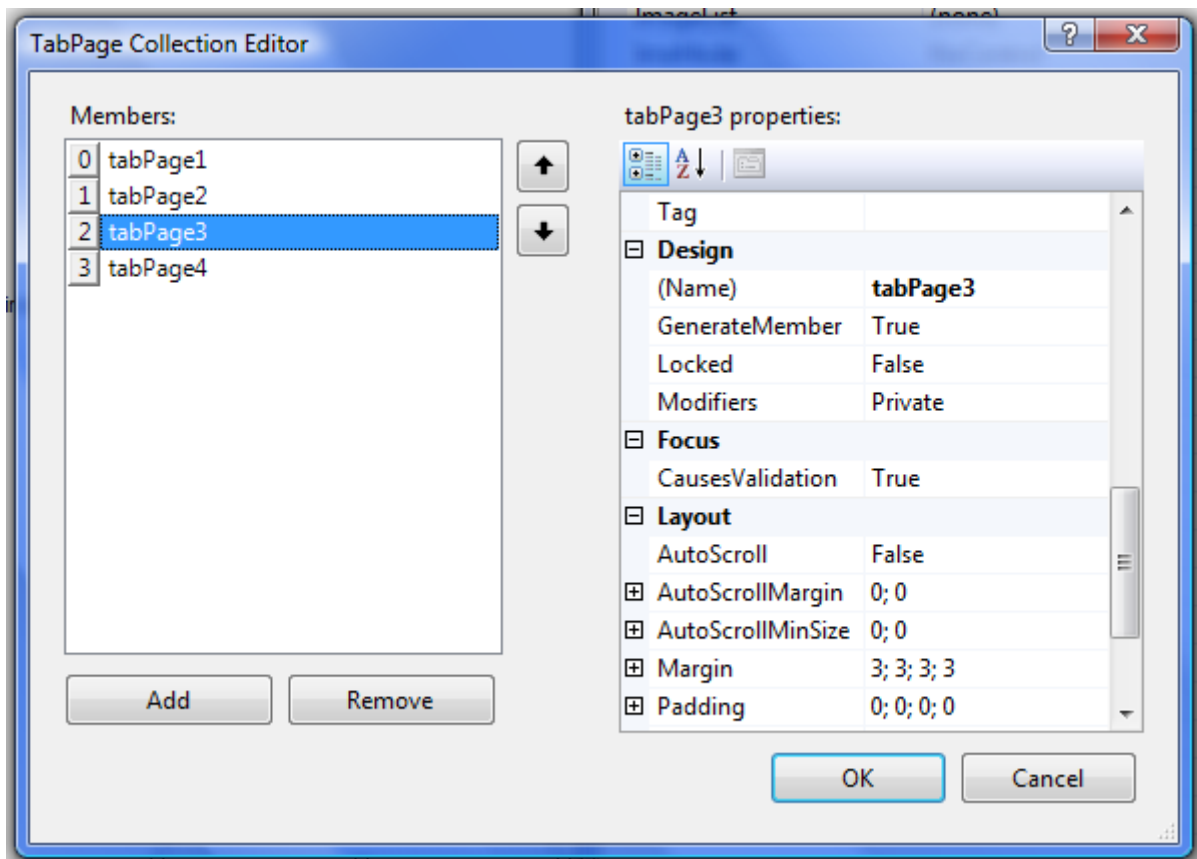 ImageList (none)
TabPage Collection Editor
Members:
0 tabPage1
1 tabPage2
2 tabPage3
3 tabPage4
Add Remove
tabPage3 properties:
Tag
Design
(Name) tabPage3
GenerateMember True
Locked False
Modifiers Private
Focus
CausesValidation True
Layout
AutoScroll False
AutoScrollMargin 0; 0
AutoScrollMinSize 0; 0
Margin 3; 3; 3; 3
Padding 0; 0; 0; 0
OK Cancel